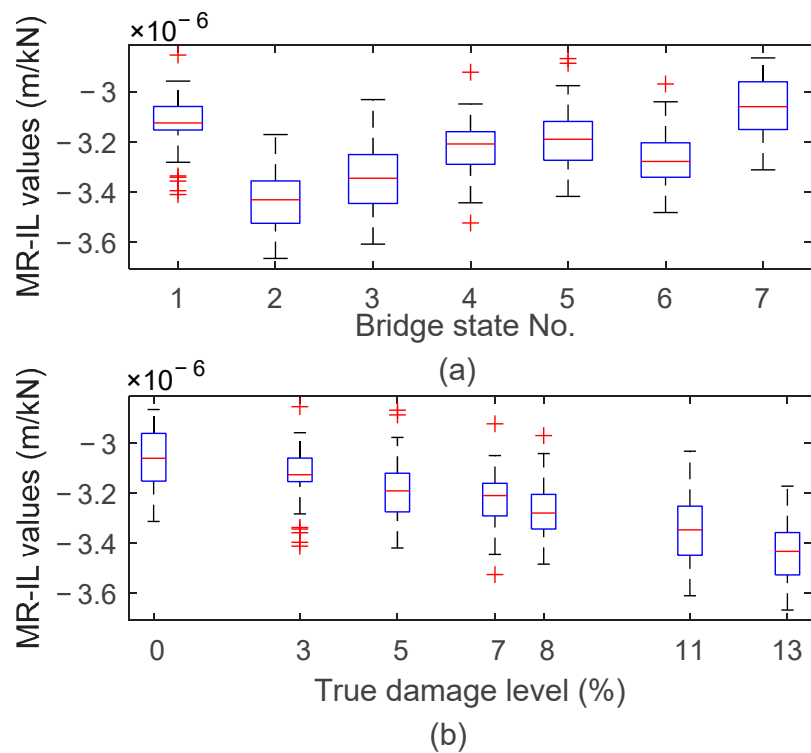 ×10⁻⁶
MR-IL values (m/kN)
−3
−3.2
−3.4
−3.6
1 2 3 4 5 6 7
Bridge state No.
(a)
×10⁻⁶
MR-IL values (m/kN)
−3
−3.2
−3.4
−3.6
0 3 5 7 8 11 13
True damage level (%)
(b)